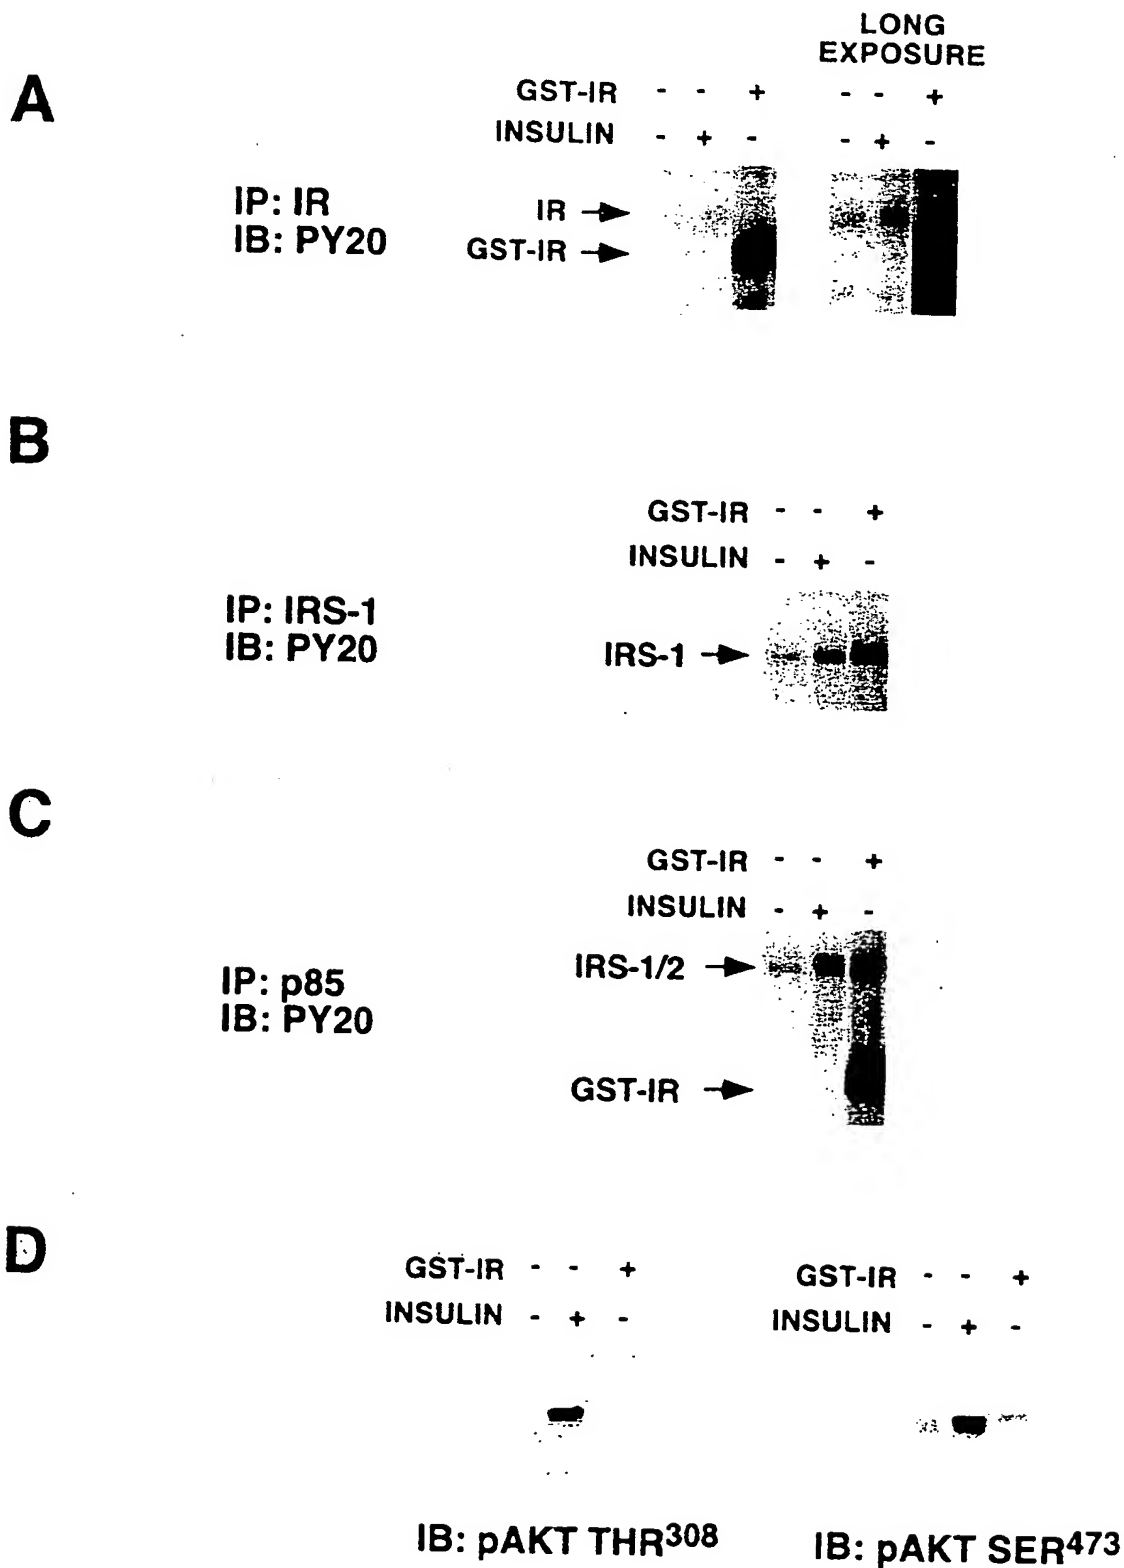 LONG
EXPOSURE
A
GST-IR - - + - - +
INSULIN - + - - + -
IP: IR
IB: PY20
IR
GST-IR
B
GST-IR - - +
INSULIN - + -
IP: IRS-1
IB: PY20
IRS-1
C
GST-IR - - +
INSULIN - + -
IRS-1/2
IP: p85
IB: PY20
GST-IR
D
GST-IR - - + GST-IR - - +
INSULIN - + - INSULIN - + -
IB: pAKT THR308 IB: pAKT SER473